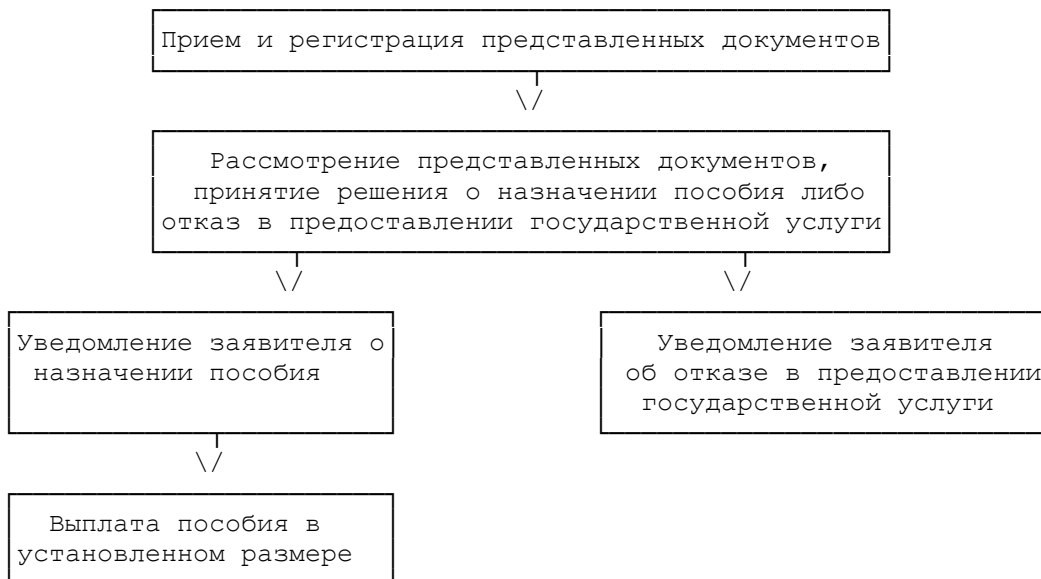 Прием и регистрация представленных документов
Рассмотрение представленных документов,
принятие решения о назначении пособия либо
отказ в предоставлении государственной услуги
Уведомление заявителя о
назначении пособия
Уведомление заявителя
об отказе в предоставлении
государственной услуги
Выплата пособия в
установленном размере